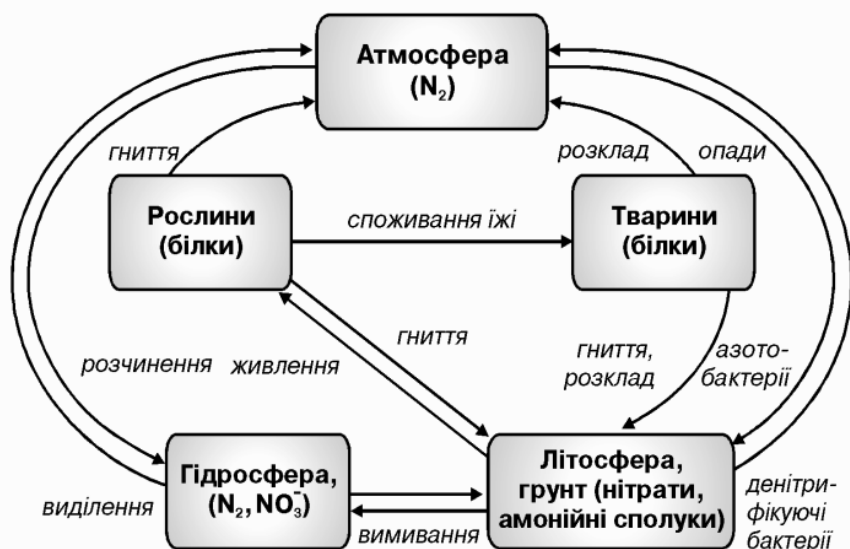 Атмосфера
(N₂)
гниття
розклад
опади
Рослини
(білки)
споживання їжі
Тварини
(білки)
гниття
розчинення
живлення
гниття,
розклад
азото-
бактерії
Гідросфера,
(N₂, NO₃⁻)
Літосфера,
грунт (нітрати,
амонійні сполуки)
виділення
вимивання
денітри-
фікуючі
бактерії